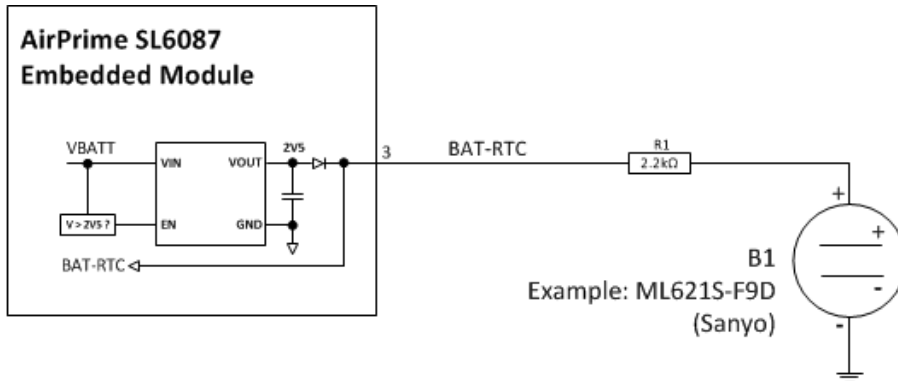 AirPrime SL6087
Embedded Module
VBATT
VIN
VOUT
2V5
3
BAT-RTC
R1
2.2kΩ
V > 2V5 ?
EN
GND
BAT-RTC
+
+
-
-
B1
Example: ML621S-F9D
(Sanyo)